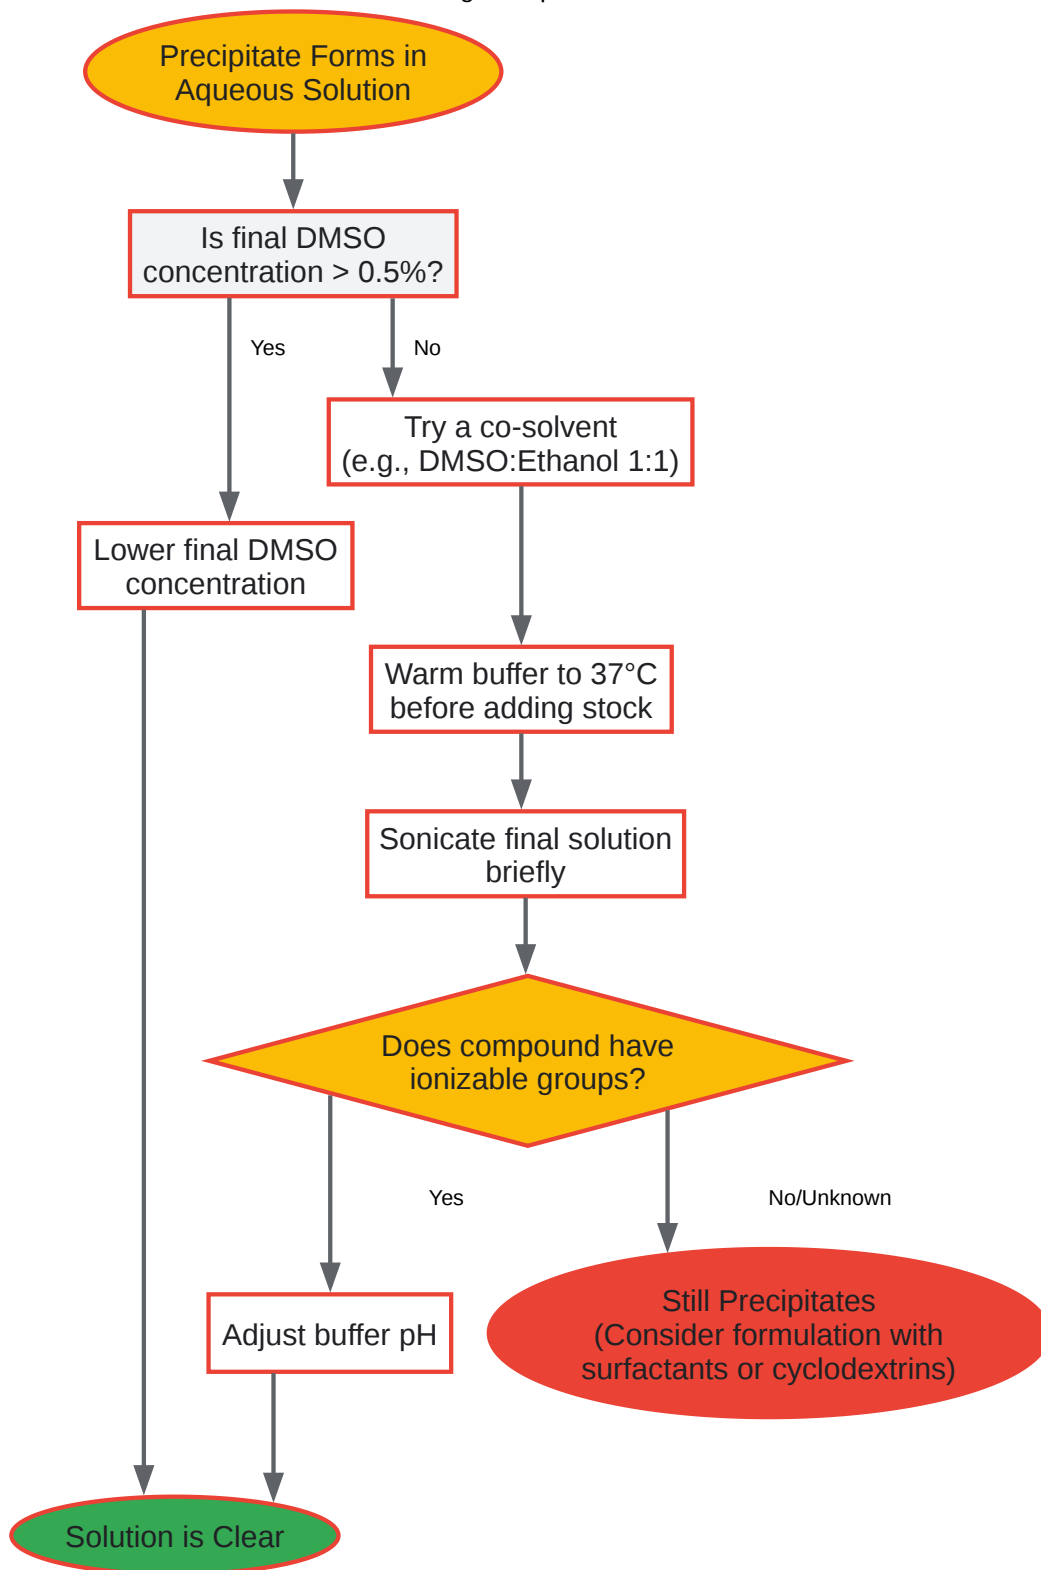 Precipitate Forms in
Aqueous Solution
Is final DMSO
concentration > 0.5%?
Yes
No
Try a co-solvent
(e.g., DMSO:Ethanol 1:1)
Lower final DMSO
concentration
Warm buffer to 37°C
before adding stock
Sonicate final solution
briefly
Does compound have
ionizable groups?
Yes
No/Unknown
Still Precipitates
(Consider formulation with
surfactants or cyclodextrins)
Adjust buffer pH
Solution is Clear